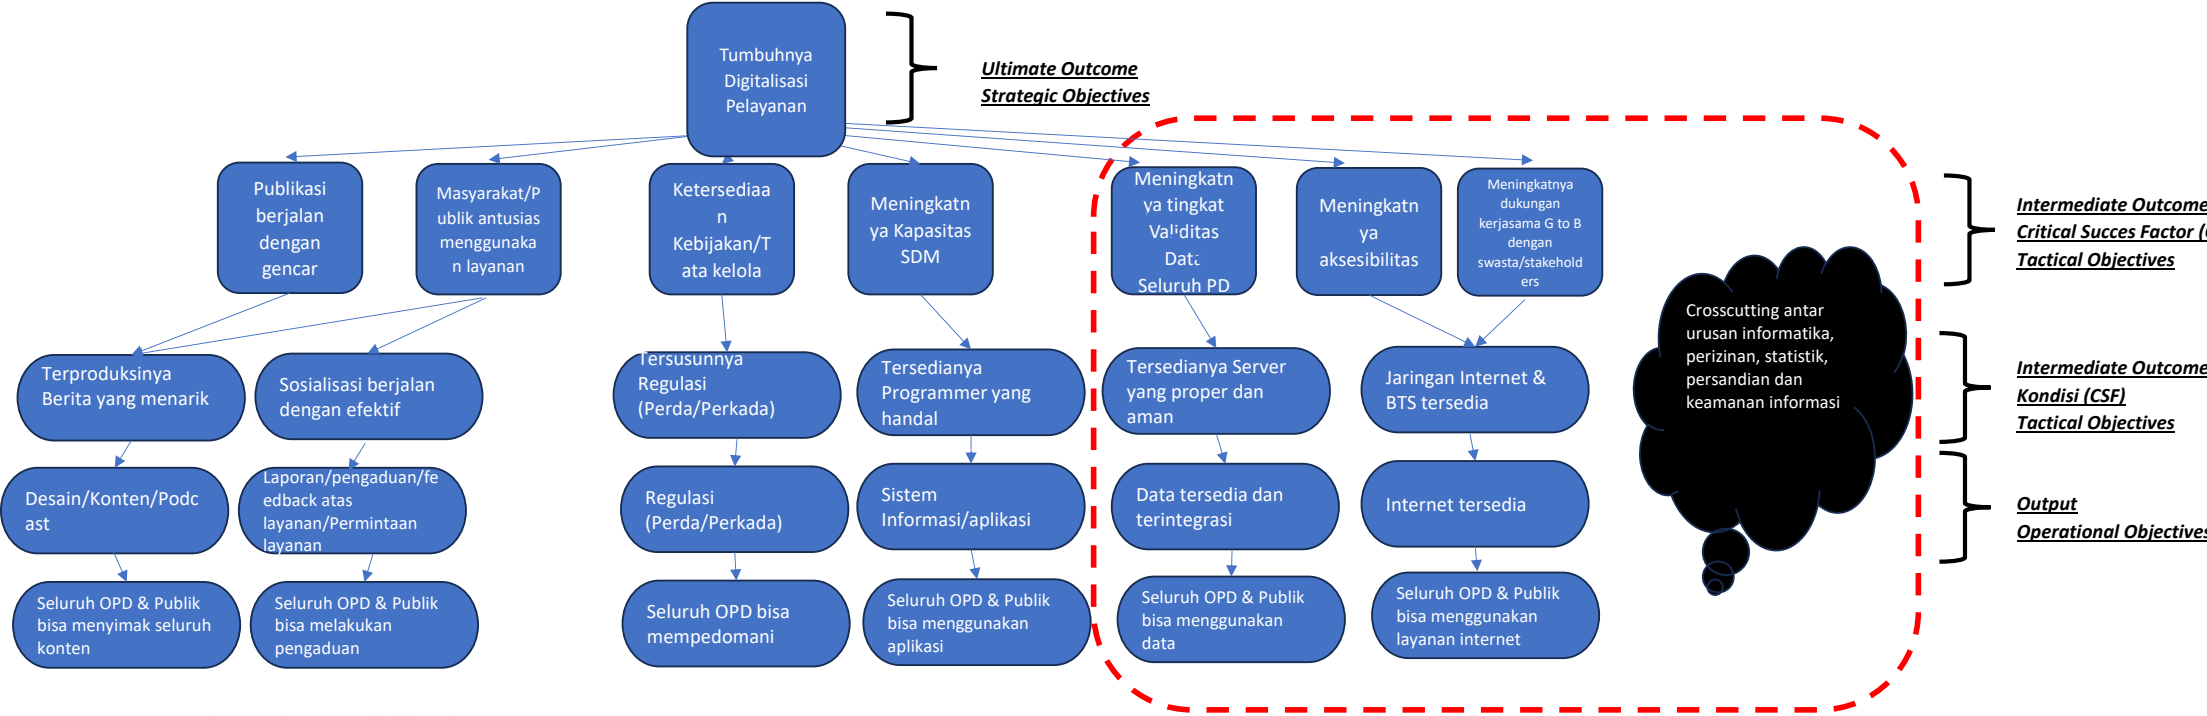 Tumbuhnya
Digitalisasi
Pelayanan
Ultimate Outcome
Strategic Objectives
Publikasi
berjalan
dengan
gencar
Masyarakat/P
ublik antusias
menggunaka
n layanan
Ketersediaa
n
Kebijakan/T
ata kelola
Meningkatn
ya Kapasitas
SDM
Meningkatn
ya tingkat
Validitas
Data
Seluruh PD
Meningkatn
ya
aksesibilitas
Meningkatnya
dukungan
kerjasama G to B
dengan
swasta/stakehold
ers
Intermediate Outcome
Critical Succes Factor (
Tactical Objectives
Terproduksinya
Berita yang menarik
Sosialisasi berjalan
dengan efektif
Tersusunnya
Regulasi
(Perda/Perkada)
Tersedianya
Programmer yang
handal
Tersedianya Server
yang proper dan
aman
Jaringan Internet &
BTS tersedia
Crosscutting antar
urusan informatika,
perizinan, statistik,
persandian dan
keamanan informasi
Intermediate Outcome
Kondisi (CSF)
Tactical Objectives
Desain/Konten/Podc
ast
Laporan/pengaduan/fe
edback atas
layanan/Permintaan
layanan
Regulasi
(Perda/Perkada)
Sistem
Informasi/aplikasi
Data tersedia dan
terintegrasi
Internet tersedia
Output
Operational Objectives
Seluruh OPD & Publik
bisa menyimak seluruh
konten
Seluruh OPD & Publik
bisa melakukan
pengaduan
Seluruh OPD bisa
mempedomani
Seluruh OPD & Publik
bisa menggunakan
aplikasi
Seluruh OPD & Publik
bisa menggunakan
data
Seluruh OPD & Publik
bisa menggunakan
layanan internet